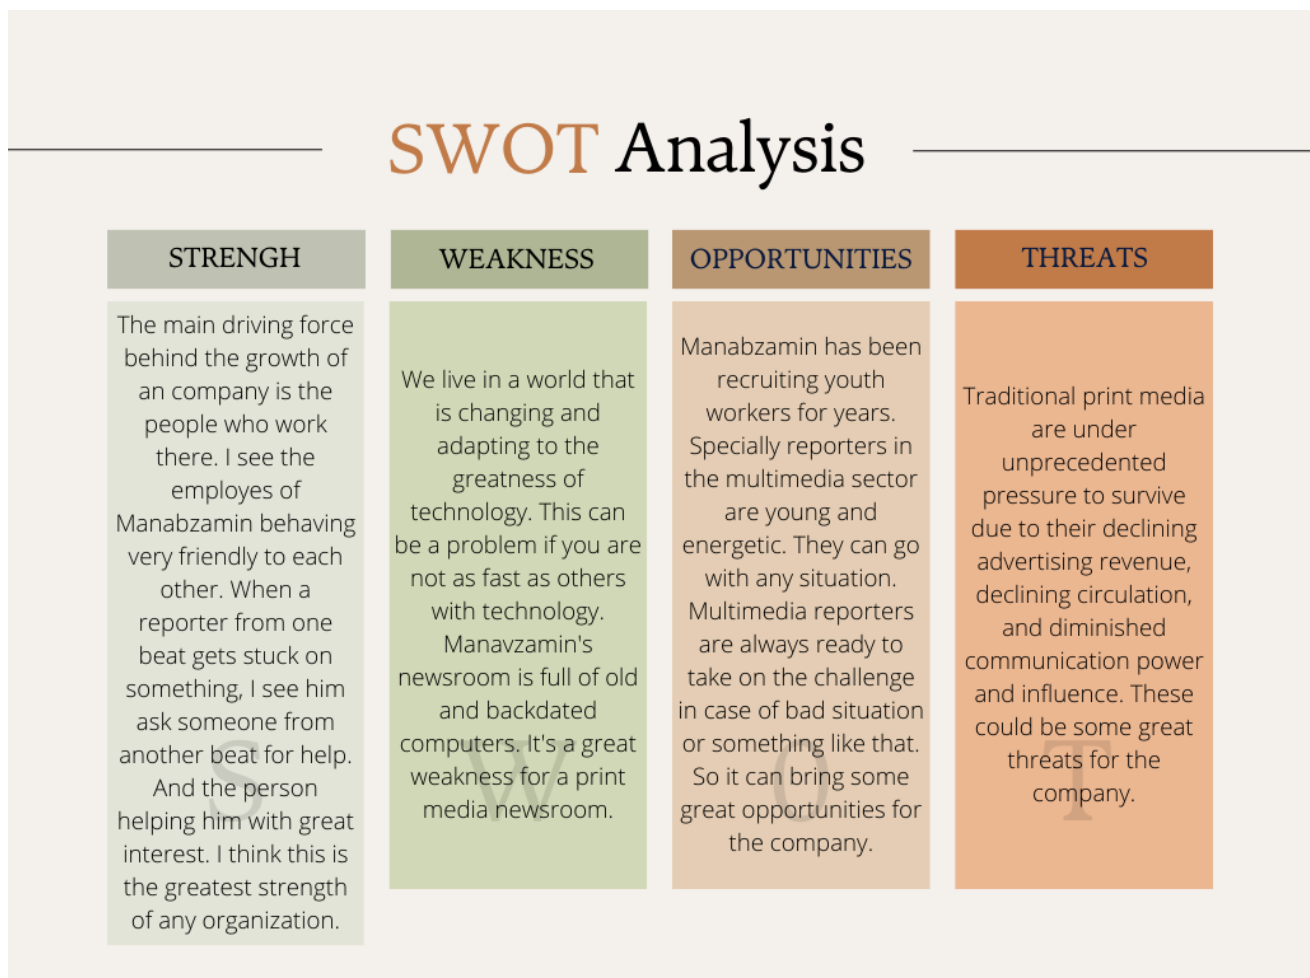 SWOT Analysis
STRENGH
The main driving force
behind the growth of
an company is the
people who work
there. I see the
employes of
Manabzamin behaving
very friendly to each
other. When a
reporter from one
beat gets stuck on
something, I see him
ask someone from
another beat for help.
And the person
helping him with great
interest. I think this is
the greatest strength
of any organization.
S
WEAKNESS
We live in a world that
is changing and
adapting to the
greatness of
technology. This can
be a problem if you are
not as fast as others
with technology.
Manavzamin's
newsroom is full of old
and backdated
computers. It's a great
weakness for a print
media newsroom.
W
OPPORTUNITIES
Manabzamin has been
recruiting youth
workers for years.
Specially reporters in
the multimedia sector
are young and
energetic. They can go
with any situation.
Multimedia reporters
are always ready to
take on the challenge
in case of bad situation
or something like that.
So it can bring some
great opportunities for
the company.
O
THREATS
Traditional print media
are under
unprecedented
pressure to survive
due to their declining
advertising revenue,
declining circulation,
and diminished
communication power
and influence. These
could be some great
threats for the
company.
T